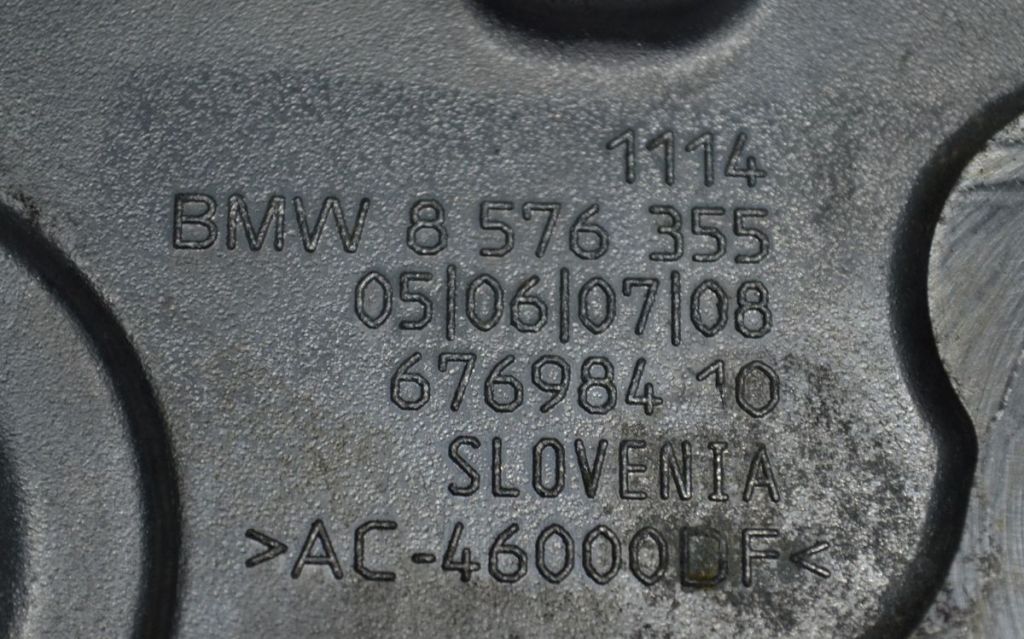 1114
BMW 8 576 355
05|06|07|08
676984 10
SLOVENIA
>AC-46000DF<